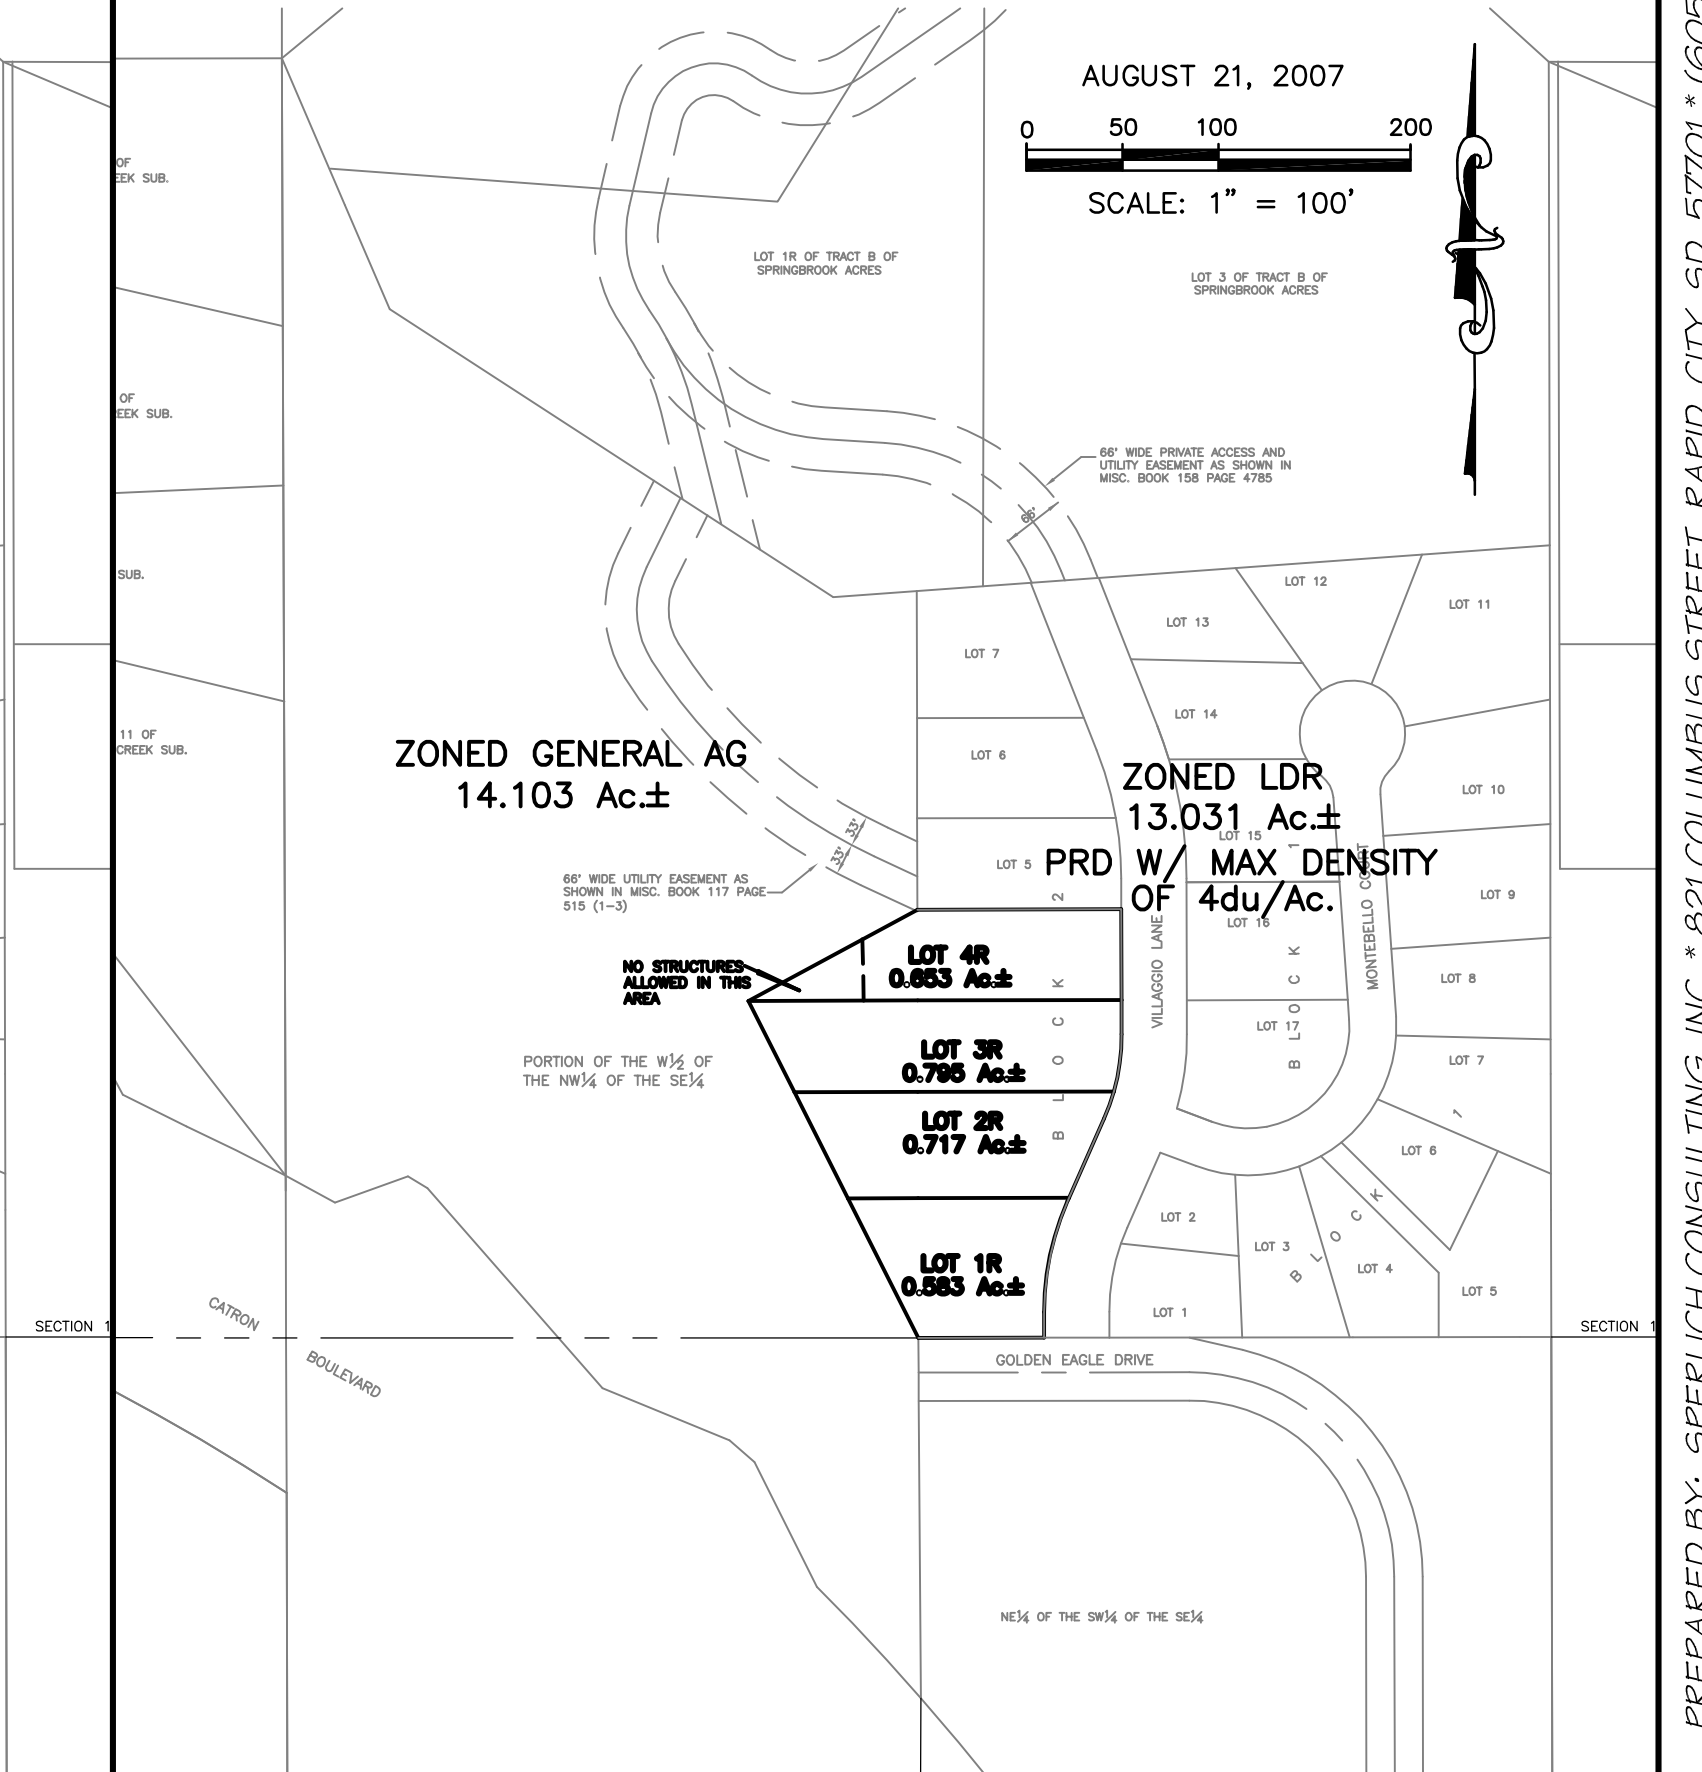 AUGUST 21, 2007
0 50 100 200
SCALE: 1" = 100'
OF
EEK SUB.
LOT 1R OF TRACT B OF
SPRINGBROOK ACRES
LOT 3 OF TRACT B OF
SPRINGBROOK ACRES
OF
EEK SUB.
66' WIDE PRIVATE ACCESS AND
UTILITY EASEMENT AS SHOWN IN
MISC. BOOK 158 PAGE 4785
66'
SUB.
LOT 12
LOT 11
LOT 13
LOT 7
LOT 14
11 OF
CREEK SUB.
ZONED GENERAL AG
14.103 Ac.±
LOT 6
ZONED LDR
13.031 Ac.±
PRD W/ MAX DENSITY
OF 4du/Ac.
LOT 10
LOT 15
33'
33'
LOT 5
66' WIDE UTILITY EASEMENT AS
SHOWN IN MISC. BOOK 117 PAGE
515 (1-3)
LOT 9
LOT 16
VILLAGGIO LANE
MONTEBELLO COURT
BLOCK 2
BLOCK 1
NO STRUCTURES
ALLOWED IN THIS
AREA
LOT 4R
0.653 Ac.±
LOT 8
LOT 17
LOT 3R
0.795 Ac.±
LOT 7
PORTION OF THE W½ OF
THE NW¼ OF THE SE¼
LOT 2R
0.717 Ac.±
LOT 6
BLOCK 1
LOT 2
LOT 3
LOT 4
LOT 5
LOT 1R
0.583 Ac.±
LOT 1
CATRON
BOULEVARD
SECTION 1
SECTION 1
GOLDEN EAGLE DRIVE
NE¼ OF THE SW¼ OF THE SE¼
PREPARED BY: SPERLICH CONSULTING, INC * 821 COLUMBUS STREET RAPID CITY, SD 57701 * (605